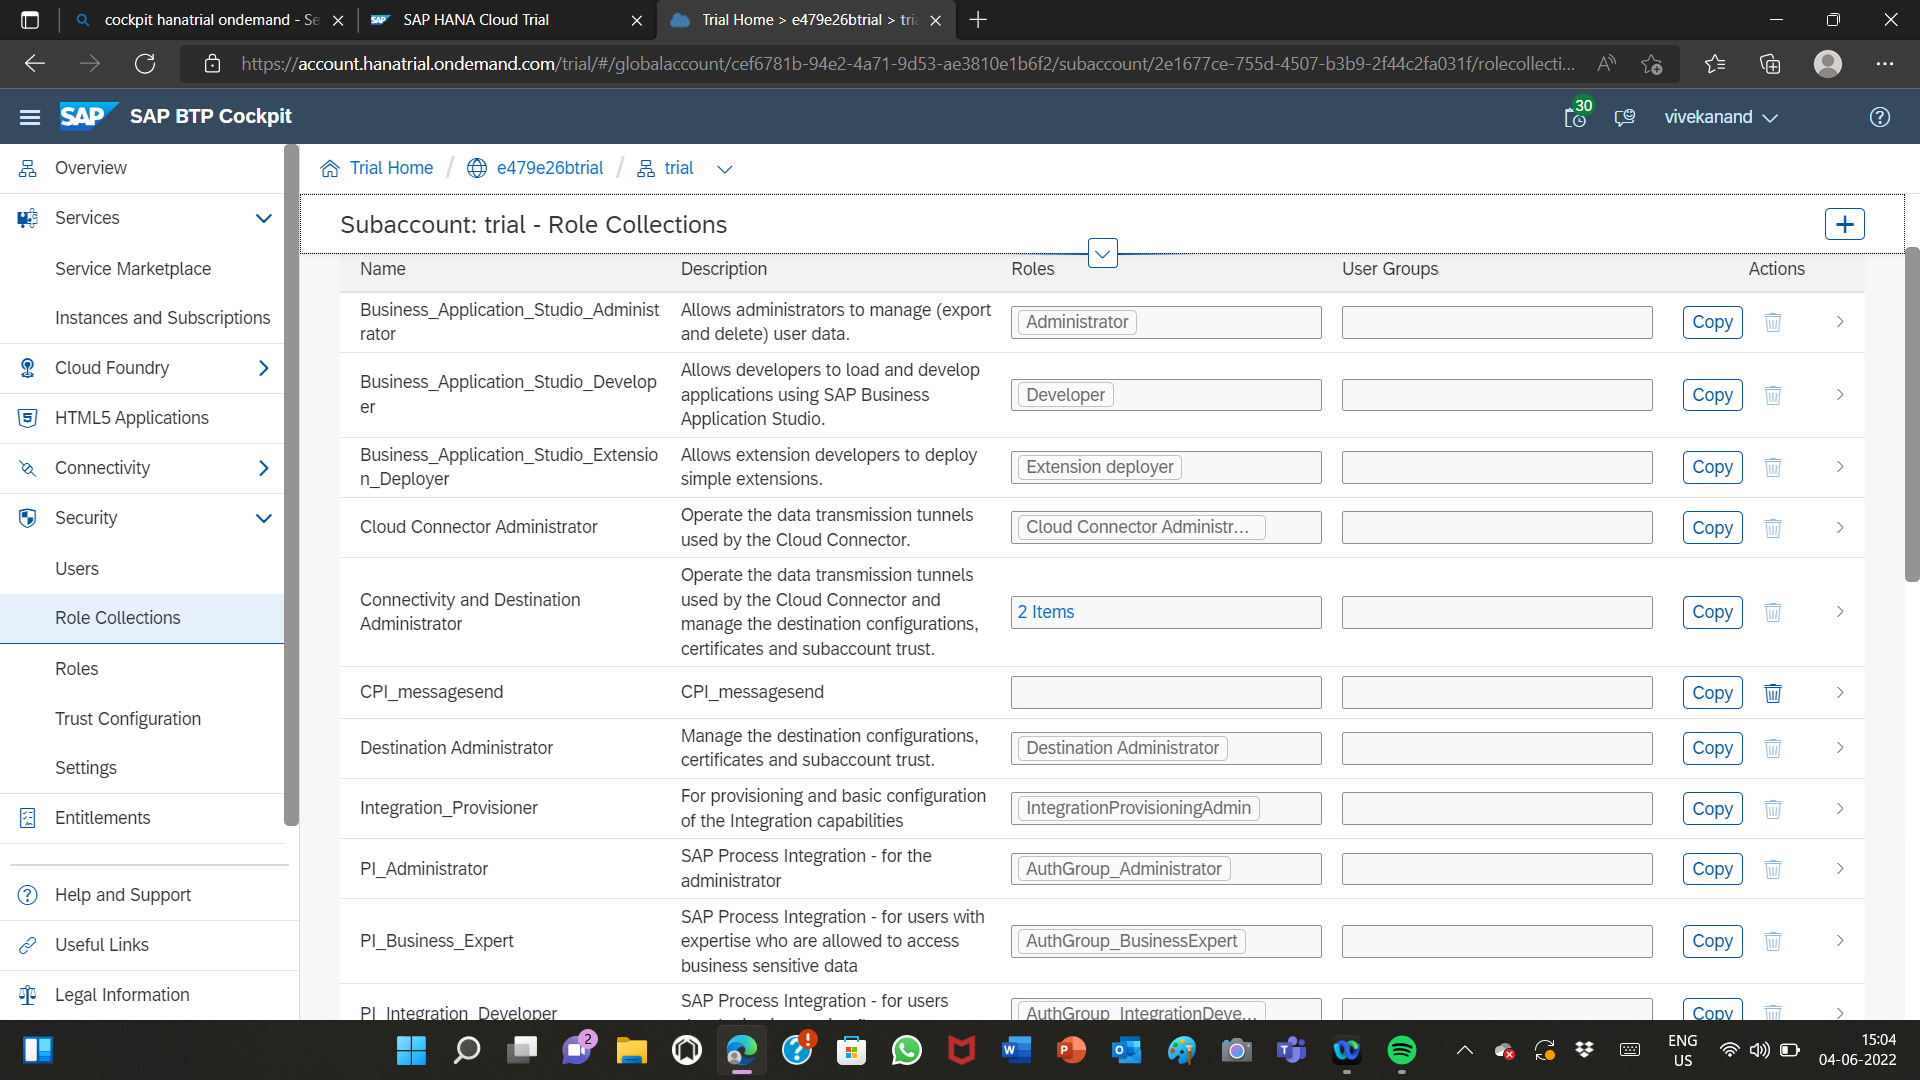 cockpit hanatrial ondemand - Se
SAP HANA Cloud Trial
Trial Home > e479e26btrial > tria
https://account.hanatrial.ondemand.com/trial/#/globalaccount/cef6781b-94e2-4a71-9d53-ae3810e1b6f2/subaccount/2e1677ce-755d-4507-b3b9-2f44c2fa031f/rolecollecti...
SAP SAP BTP Cockpit
30
vivekanand
Overview
Services
Service Marketplace
Instances and Subscriptions
Cloud Foundry
HTML5 Applications
Connectivity
Security
Users
Role Collections
Roles
Trust Configuration
Settings
Entitlements
Help and Support
Useful Links
Legal Information
Trial Home / e479e26btrial / trial
Subaccount: trial - Role Collections
Name Description Roles User Groups Actions
Business_Application_Studio_Administ
rator
Allows administrators to manage (export
and delete) user data.
Administrator
Copy
Business_Application_Studio_Develop
er
Allows developers to load and develop
applications using SAP Business
Application Studio.
Developer
Copy
Business_Application_Studio_Extensio
n_Deployer
Allows extension developers to deploy
simple extensions.
Extension deployer
Copy
Cloud Connector Administrator
Operate the data transmission tunnels
used by the Cloud Connector.
Cloud Connector Administr...
Copy
Connectivity and Destination
Administrator
Operate the data transmission tunnels
used by the Cloud Connector and
manage the destination configurations,
certificates and subaccount trust.
2 Items
Copy
CPI_messagesend
CPI_messagesend
Copy
Destination Administrator
Manage the destination configurations,
certificates and subaccount trust.
Destination Administrator
Copy
Integration_Provisioner
For provisioning and basic configuration
of the Integration capabilities
IntegrationProvisioningAdmin
Copy
PI_Administrator
SAP Process Integration - for the
administrator
AuthGroup_Administrator
Copy
PI_Business_Expert
SAP Process Integration - for users with
expertise who are allowed to access
business sensitive data
AuthGroup_BusinessExpert
Copy
PI_Integration_Developer
SAP Process Integration - for users
AuthGroup_IntegrationDeve...
Copy
2
ENG
US
15:04
04-06-2022